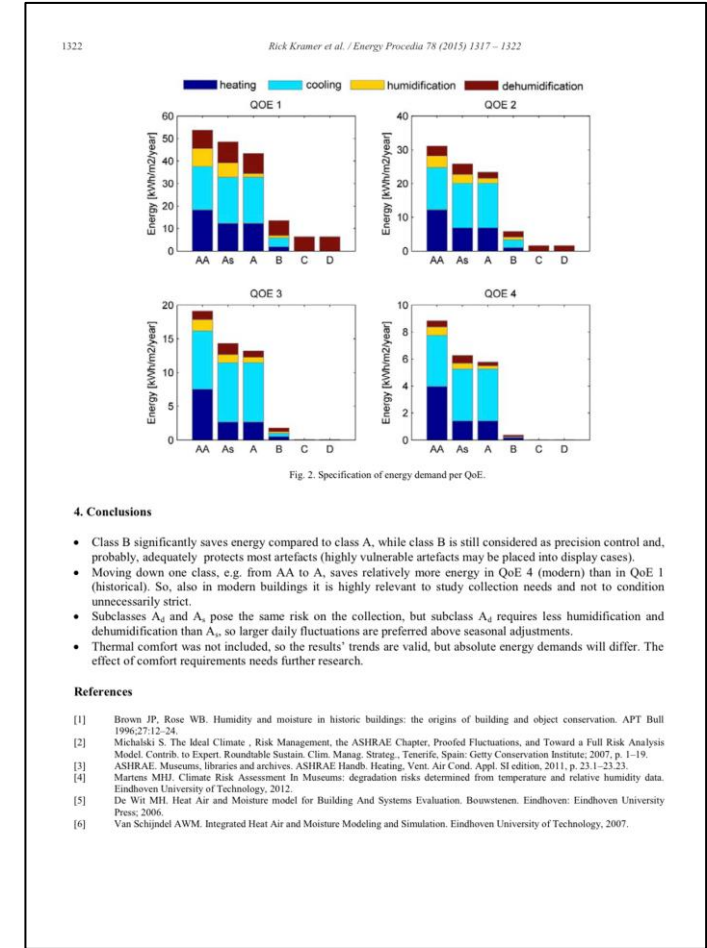 1322
Rick Kramer et al. / Energy Procedia 78 (2015) 1317 – 1322
heating cooling humidification dehumidification
QOE 1
Energy [kWh/m2/year]
60
50
40
30
20
10
0
AA As A B C D
QOE 2
Energy [kWh/m2/year]
40
30
20
10
0
AA As A B C D
QOE 3
Energy [kWh/m2/year]
20
15
10
5
0
AA As A B C D
QOE 4
Energy [kWh/m2/year]
10
8
6
4
2
0
AA As A B C D
Fig. 2. Specification of energy demand per QoE.
4. Conclusions
• Class B significantly saves energy compared to class A, while class B is still considered as precision control and,
probably, adequately protects most artefacts (highly vulnerable artefacts may be placed into display cases).
• Moving down one class, e.g. from AA to A, saves relatively more energy in QoE 4 (modern) than in QoE 1
(historical). So, also in modern buildings it is highly relevant to study collection needs and not to condition
unnecessarily strict.
• Subclasses Ad and As pose the same risk on the collection, but subclass Ad requires less humidification and
dehumidification than As, so larger daily fluctuations are preferred above seasonal adjustments.
• Thermal comfort was not included, so the results' trends are valid, but absolute energy demands will differ. The
effect of comfort requirements needs further research.
References
[1] Brown JP, Rose WB. Humidity and moisture in historic buildings: the origins of building and object conservation. APT Bull
1996;27:12–24.
[2] Michalski S. The Ideal Climate , Risk Management, the ASHRAE Chapter, Proofed Fluctuations, and Toward a Full Risk Analysis
Model. Contrib. to Expert. Roundtable Sustain. Clim. Manag. Strateg., Tenerife, Spain: Getty Conservation Institute; 2007, p. 1–19.
[3] ASHRAE. Museums, libraries and archives. ASHRAE Handb. Heating, Vent. Air Cond. Appl. SI edition, 2011, p. 23.1–23.23.
[4] Martens MHJ. Climate Risk Assessment In Museums: degradation risks determined from temperature and relative humidity data.
Eindhoven University of Technology, 2012.
[5] De Wit MH. Heat Air and Moisture model for Building And Systems Evaluation. Bouwstenen. Eindhoven: Eindhoven University
Press; 2006.
[6] Van Schijndel AWM. Integrated Heat Air and Moisture Modeling and Simulation. Eindhoven University of Technology, 2007.